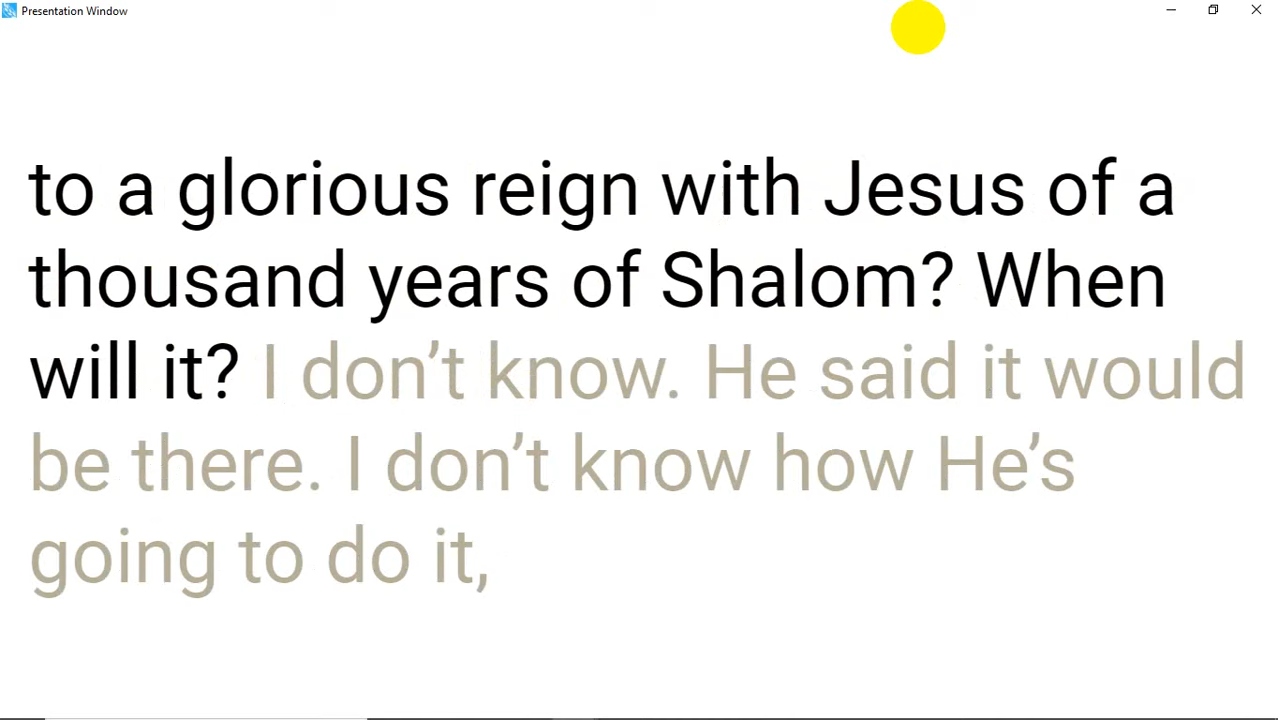 Presentation Window
to a glorious reign with Jesus of a
thousand years of Shalom? When
will it? I don’t know. He said it would
be there. I don’t know how He’s
going to do it,